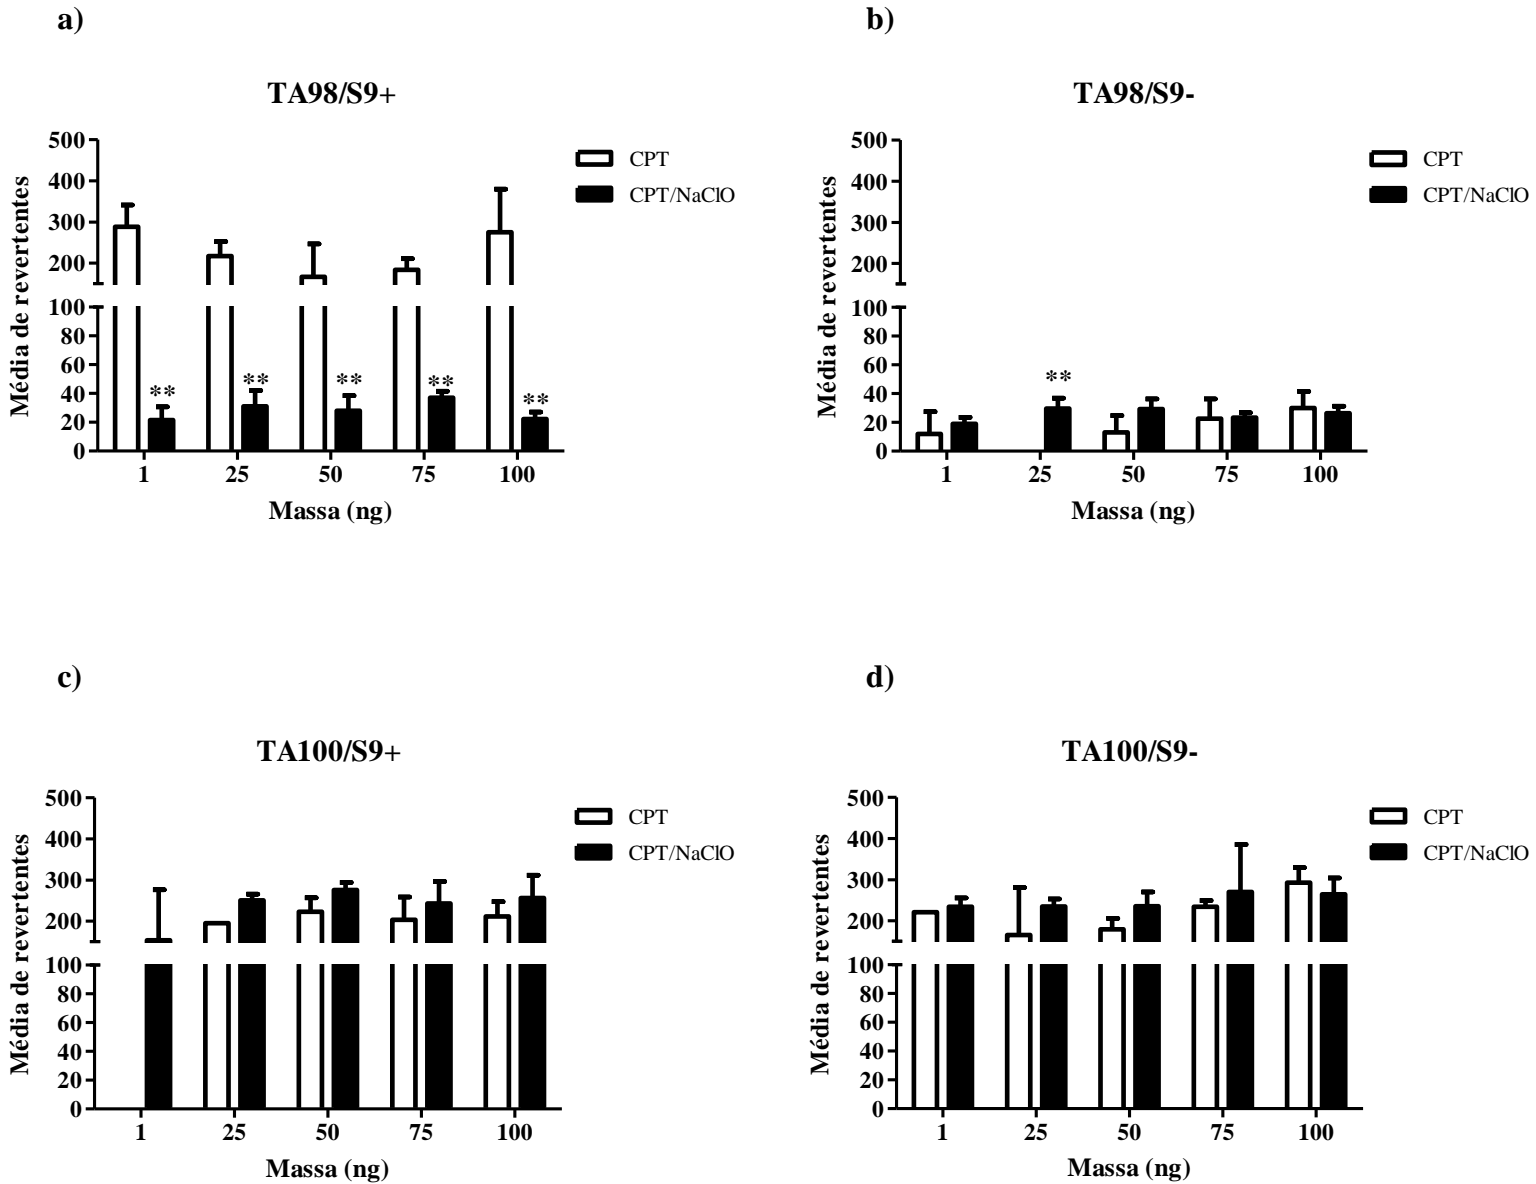 a)
TA98/S9+
Média de revertentes
500
400
300
200
100
80
60
40
20
0
** ** ** ** **
1 25 50 75 100
Massa (ng)
CPT
CPT/NaClO
b)
TA98/S9-
Média de revertentes
500
400
300
200
100
80
60
40
20
0
**
1 25 50 75 100
Massa (ng)
CPT
CPT/NaClO
c)
TA100/S9+
Média de revertentes
500
400
300
200
100
80
60
40
20
0
1 25 50 75 100
Massa (ng)
CPT
CPT/NaClO
d)
TA100/S9-
Média de revertentes
500
400
300
200
100
80
60
40
20
0
1 25 50 75 100
Massa (ng)
CPT
CPT/NaClO